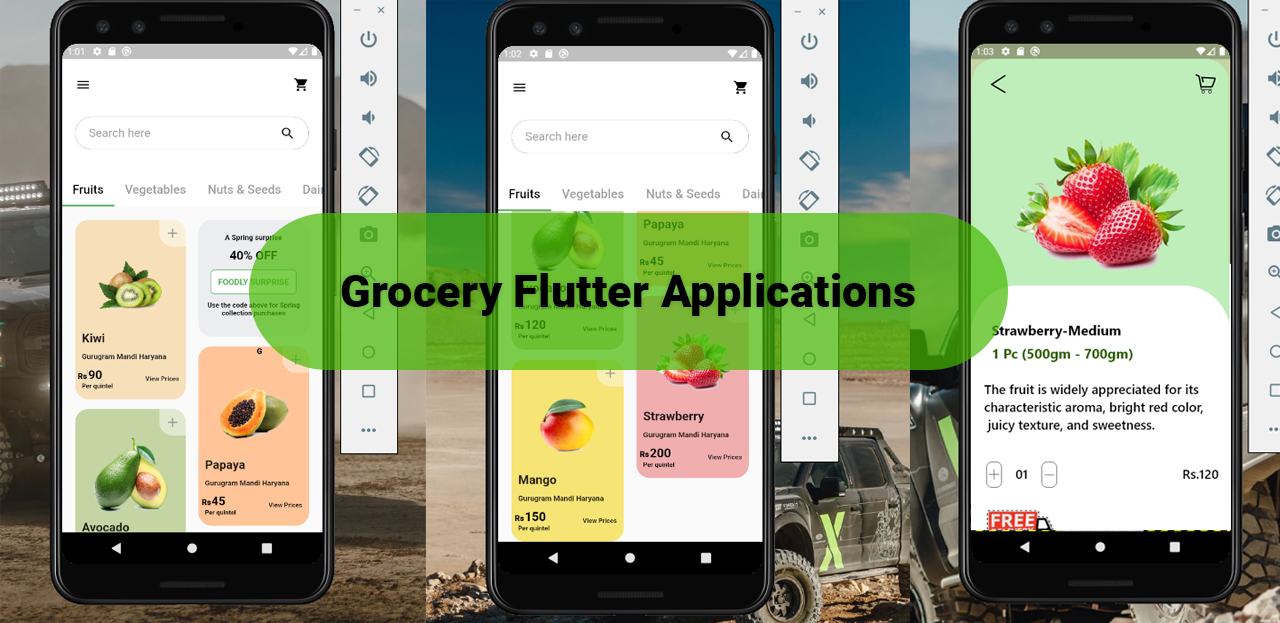 1:01
Search here
Fruits Vegetables Nuts & Seeds Dair
A Spring surprise
40% OFF
FOODLY SURPRISE
Use the code above for Spring
collection purchases
Kiwi
Gurugram Mandi Haryana
Rs 90
Per quintel
View Prices
G
Papaya
Gurugram Mandi Haryana
Rs 45
Per quintel
View Prices
Avocado
1:02
Search here
Fruits Vegetables Nuts & Seeds Dair
Papaya
Gurugram Mandi Haryana
Rs 45
Per quintel
View Prices
Rs 120
Per quintel
View Prices
Mango
Gurugram Mandi Haryana
Rs 150
Per quintel
View Prices
Strawberry
Gurugram Mandi Haryana
Rs 200
Per quintel
View Prices
Grocery Flutter Applications
1:03
Strawberry-Medium
1 Pc (500gm - 700gm)
The fruit is widely appreciated for its
characteristic aroma, bright red color,
juicy texture, and sweetness.
01
Rs.120
FREE
X